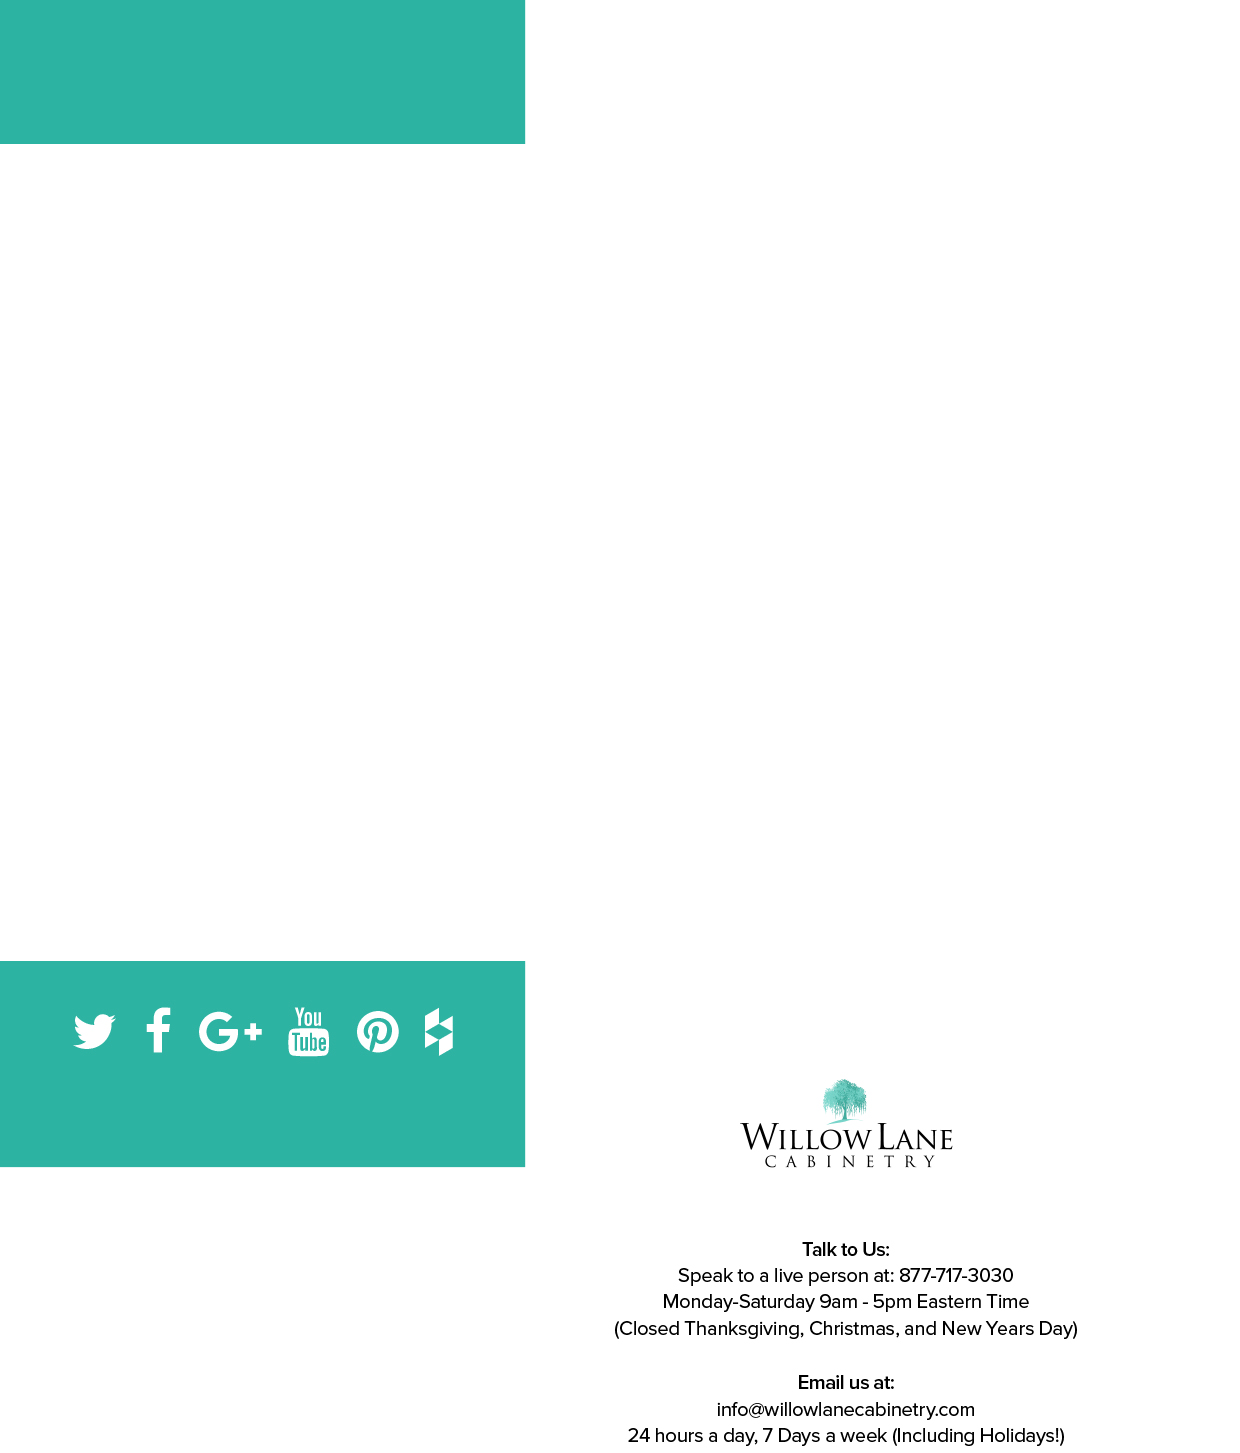 You
Tube
WILLOW LANE
CABINETRY
Talk to Us:
Speak to a live person at: 877-717-3030
Monday-Saturday 9am - 5pm Eastern Time
(Closed Thanksgiving, Christmas, and New Years Day)
Email us at:
info@willowlanecabinetry.com
24 hours a day, 7 Days a week (Including Holidays!)